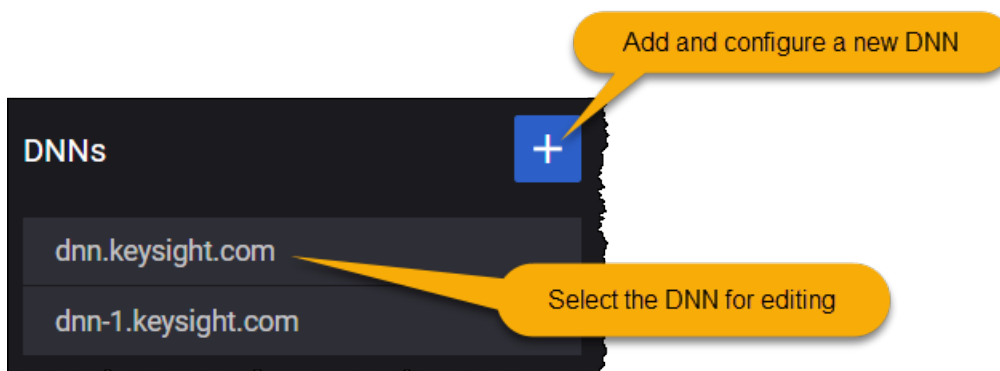 Add and configure a new DNN
DNNs
+
dnn.keysight.com
Select the DNN for editing
dnn-1.keysight.com